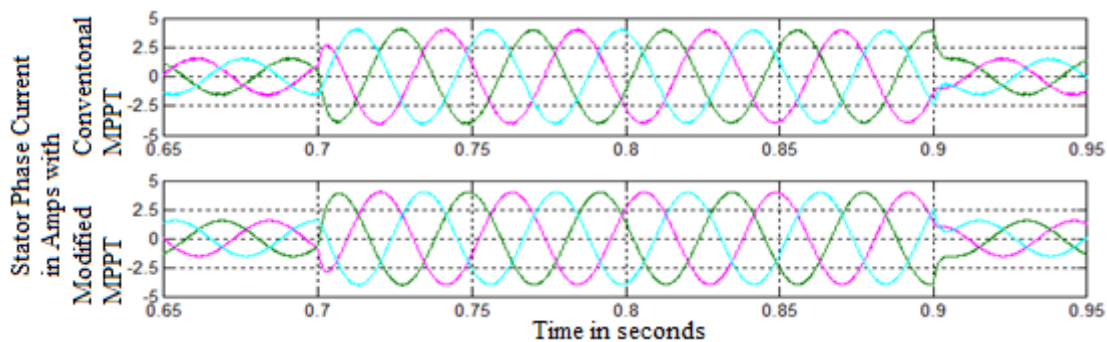 Stator Phase Current
in Amps with
Conventonal
MPPT
5
2.5
0
-2.5
-5
0.65 0.7 0.75 0.8 0.85 0.9 0.95
Modified
MPPT
5
2.5
0
-2.5
-5
0.65 0.7 0.75 0.8 0.85 0.9 0.95
Time in seconds